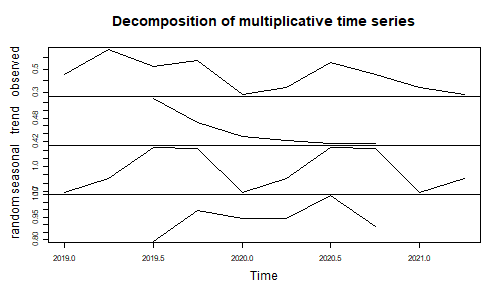 Decomposition of multiplicative time series
observed
0.5
0.3
trend
0.48
0.42
seasonal
1.0
random
0.95
0.80
2019.0 2019.5 2020.0 2020.5 2021.0
Time